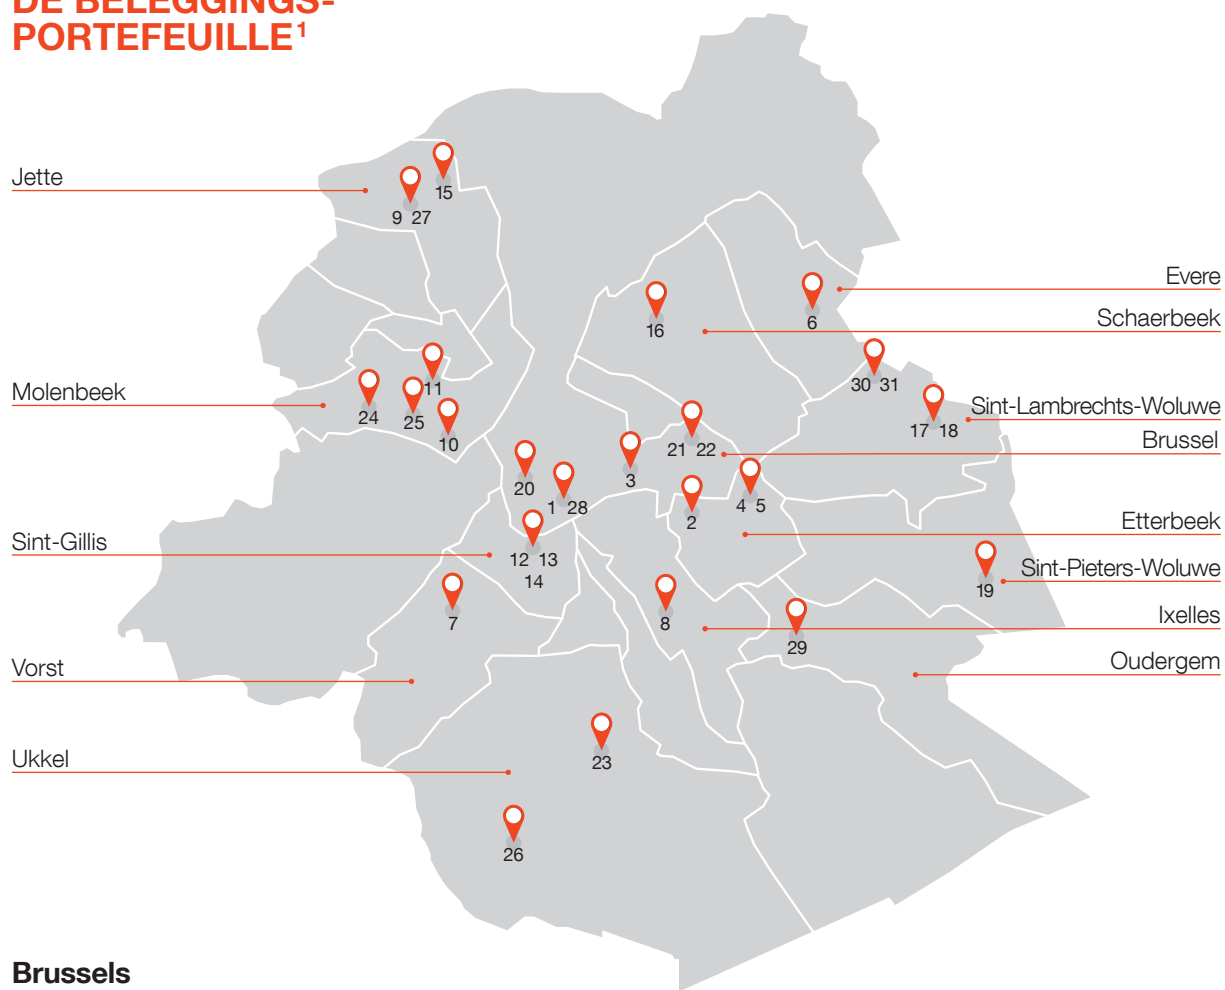 DE BELEGGINGS-
PORTEFEUILLE1
Jette
15
9 27
Evere
6
Schaerbeek
16
30 31
Molenbeek
11
24
25
10
Sint-Lambrechts-Woluwe
17 18
Brussel
21 22
3
20
1 28
4 5
2
Etterbeek
Sint-Gillis
12 13
14
Sint-Pieters-Woluwe
19
7
8
Ixelles
29
Vorst
Oudergem
Ukkel
23
26
Brussels